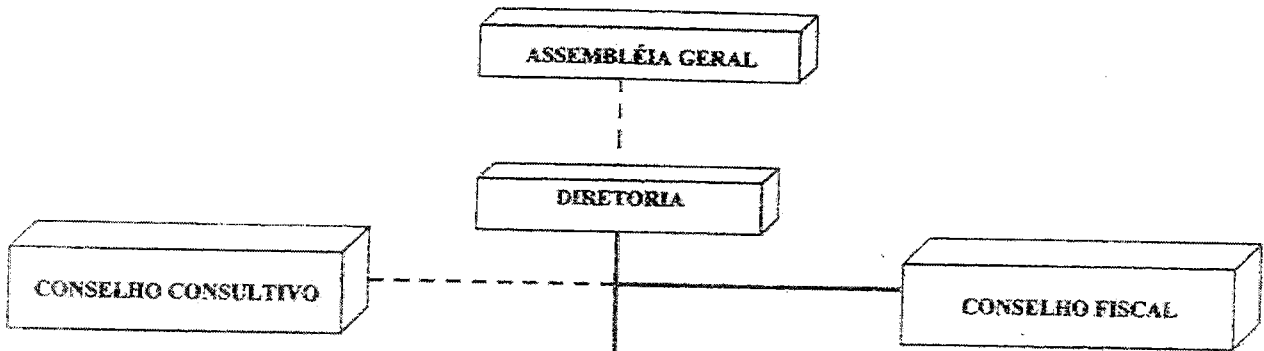 ASSEMBLÉIA GERAL
DIRETORIA
CONSELHO CONSULTIVO
CONSELHO FISCAL